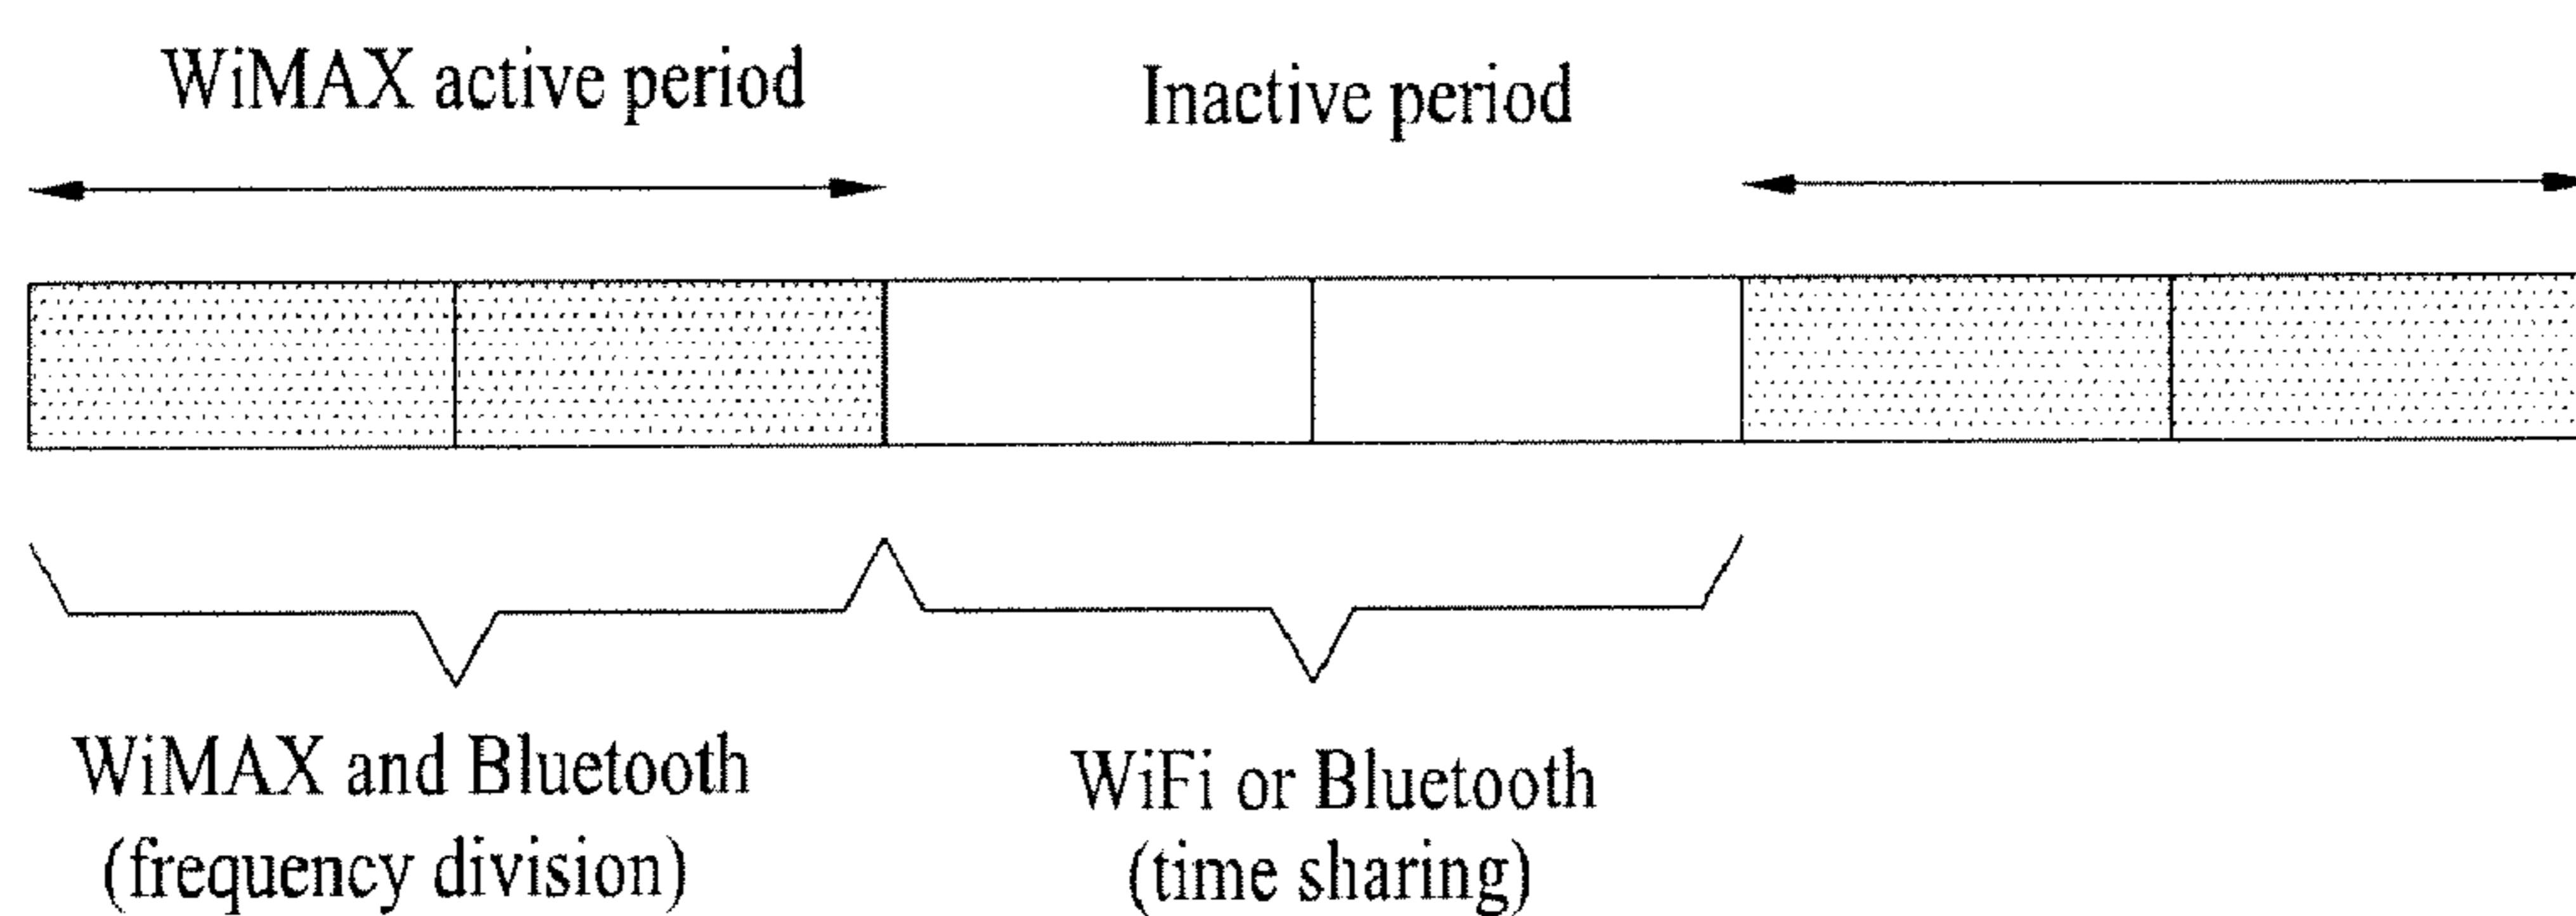 WiMAX active period
Inactive period
WiMAX and Bluetooth
(frequency division)
WiFi or Bluetooth
(time sharing)